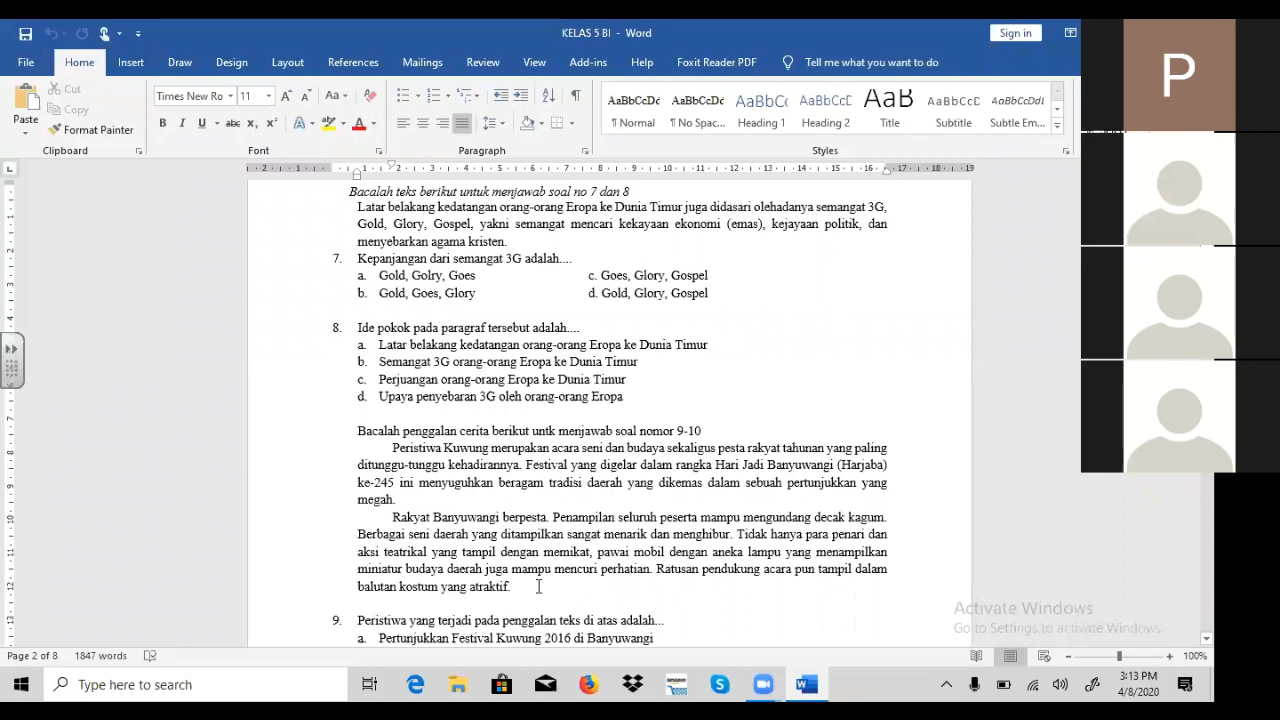 KELAS 5 BI - Word
Sign in
File Home Insert Draw Design Layout References Mailings Review View Add-ins Help Foxit Reader PDF Tell me what you want to do
Paste
Cut
Copy
Format Painter
Clipboard
Times New Ro 11
Font
Paragraph
AaBbCcDc AaBbCcDc AaBbCc AaBbCcC AaB AaBbCcC AaBbCcDdI
¶ Normal ¶ No Spac... Heading 1 Heading 2 Title Subtitle Subtle Em...
Styles
P
Bacalah teks berikut untuk menjawab soal no 7 dan 8
Latar belakang kedatangan orang-orang Eropa ke Dunia Timur juga didasari olehadanya semangat 3G,
Gold, Glory, Gospel, yakni semangat mencari kekayaan ekonomi (emas), kejayaan politik, dan
menyebarkan agama kristen.
7. Kepanjangan dari semangat 3G adalah....
a. Gold, Golry, Goes c. Goes, Glory, Gospel
b. Gold, Goes, Glory d. Gold, Glory, Gospel
8. Ide pokok pada paragraf tersebut adalah....
a. Latar belakang kedatangan orang-orang Eropa ke Dunia Timur
b. Semangat 3G orang-orang Eropa ke Dunia Timur
c. Perjuangan orang-orang Eropa ke Dunia Timur
d. Upaya penyebaran 3G oleh orang-orang Eropa
Bacalah penggalan cerita berikut untk menjawab soal nomor 9-10
Peristiwa Kuwung merupakan acara seni dan budaya sekaligus pesta rakyat tahunan yang paling
ditunggu-tunggu kehadirannya. Festival yang digelar dalam rangka Hari Jadi Banyuwangi (Harjaba)
ke-245 ini menyuguhkan beragam tradisi daerah yang dikemas dalam sebuah pertunjukkan yang
megah.
Rakyat Banyuwangi berpesta. Penampilan seluruh peserta mampu mengundang decak kagum.
Berbagai seni daerah yang ditampilkan sangat menarik dan menghibur. Tidak hanya para penari dan
aksi teatrikal yang tampil dengan memikat, pawai mobil dengan aneka lampu yang menampilkan
miniatur budaya daerah juga mampu mencuri perhatian. Ratusan pendukung acara pun tampil dalam
balutan kostum yang atraktif.
9. Peristiwa yang terjadi pada penggalan teks di atas adalah...
a. Pertunjukkan Festival Kuwung 2016 di Banyuwangi
Activate Windows
Go to Settings to activate Windows.
Page 2 of 8 1847 words 100%
Type here to search
3:13 PM
4/8/2020